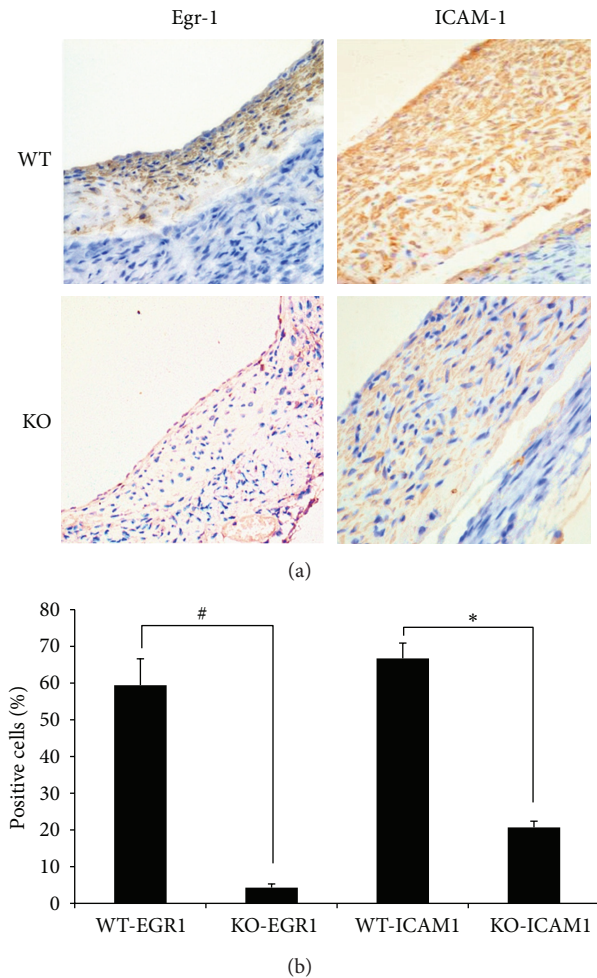 Egr-1 ICAM-1
WT
KO
(a)
80
70
60
50
40
30
20
10
0
Positive cells (%)
#
*
WT-EGR1 KO-EGR1 WT-ICAM1 KO-ICAM1
(b)